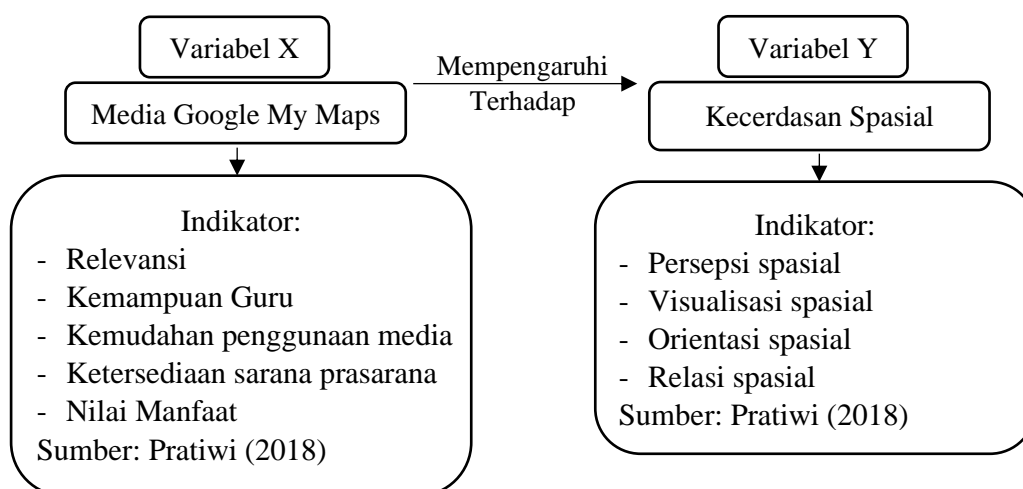 Variabel X
Media Google My Maps
Mempengaruhi
Terhadap
Variabel Y
Kecerdasan Spasial
Indikator:
- Relevansi
- Kemampuan Guru
- Kemudahan penggunaan media
- Ketersediaan sarana prasarana
- Nilai Manfaat
Sumber: Pratiwi (2018)
Indikator:
- Persepsi spasial
- Visualisasi spasial
- Orientasi spasial
- Relasi spasial
Sumber: Pratiwi (2018)